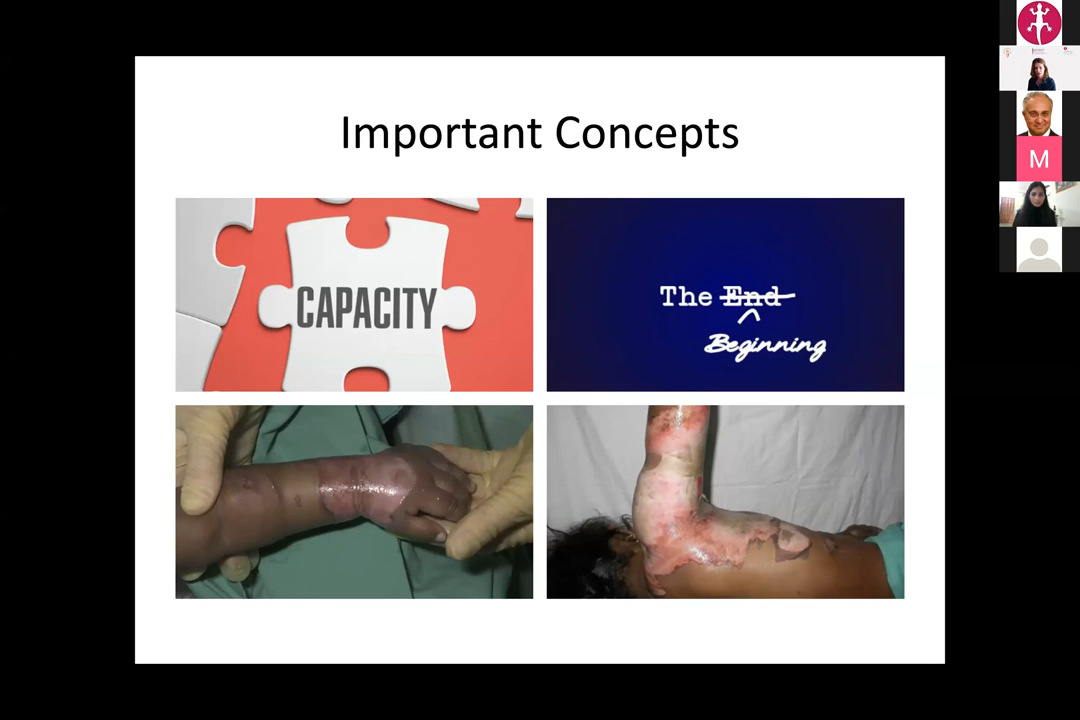 Important Concepts
CAPACITY
The End
Beginning
M